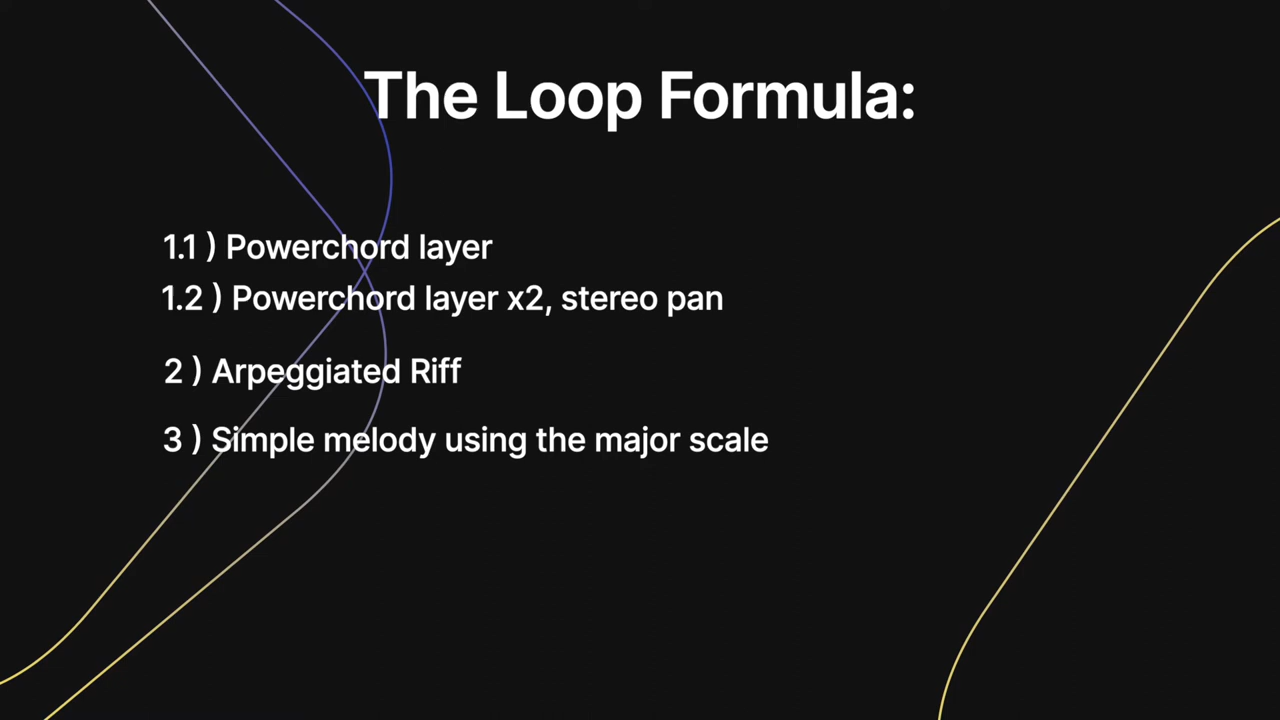 The Loop Formula:
1.1 ) Powerchord layer
1.2 ) Powerchord layer x2, stereo pan
2 ) Arpeggiated Riff
3 ) Simple melody using the major scale